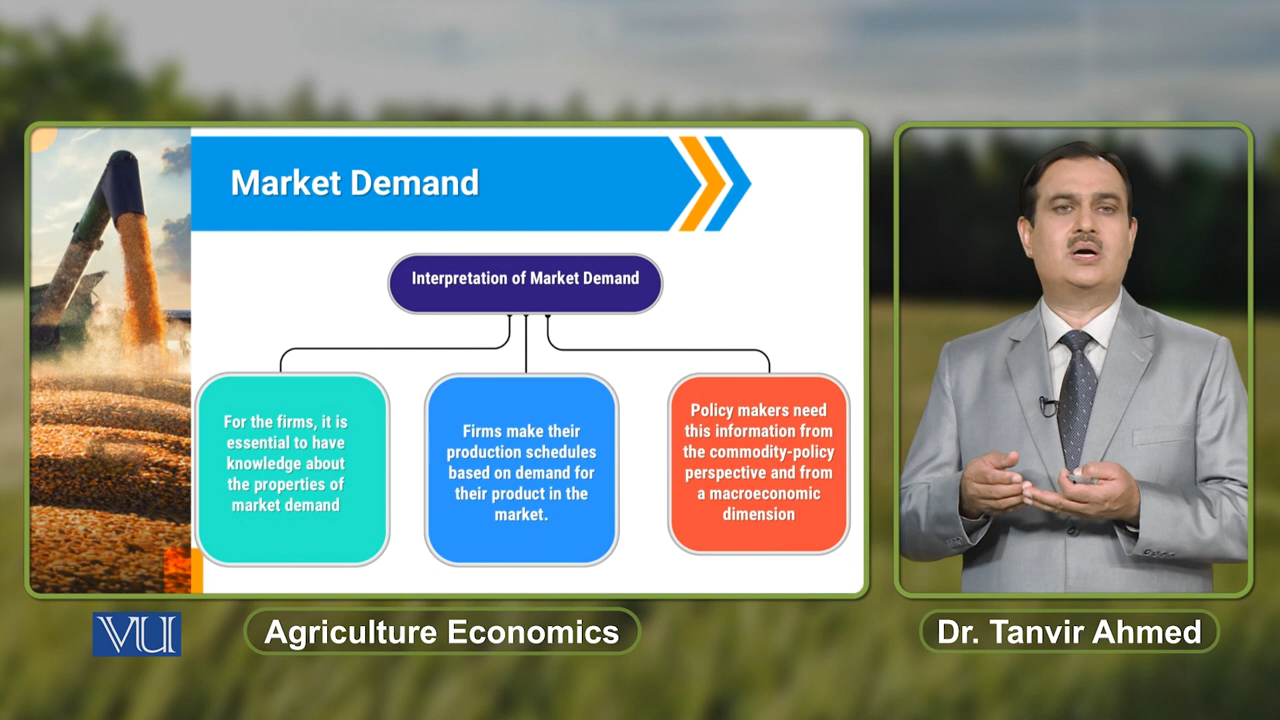 Market Demand
Interpretation of Market Demand
For the firms, it is
essential to have
knowledge about
the properties of
market demand
Firms make their
production schedules
based on demand for
their product in the
market.
Policy makers need
this information from
the commodity-policy
perspective and from
a macroeconomic
dimension
VU
Agriculture Economics
Dr. Tanvir Ahmed